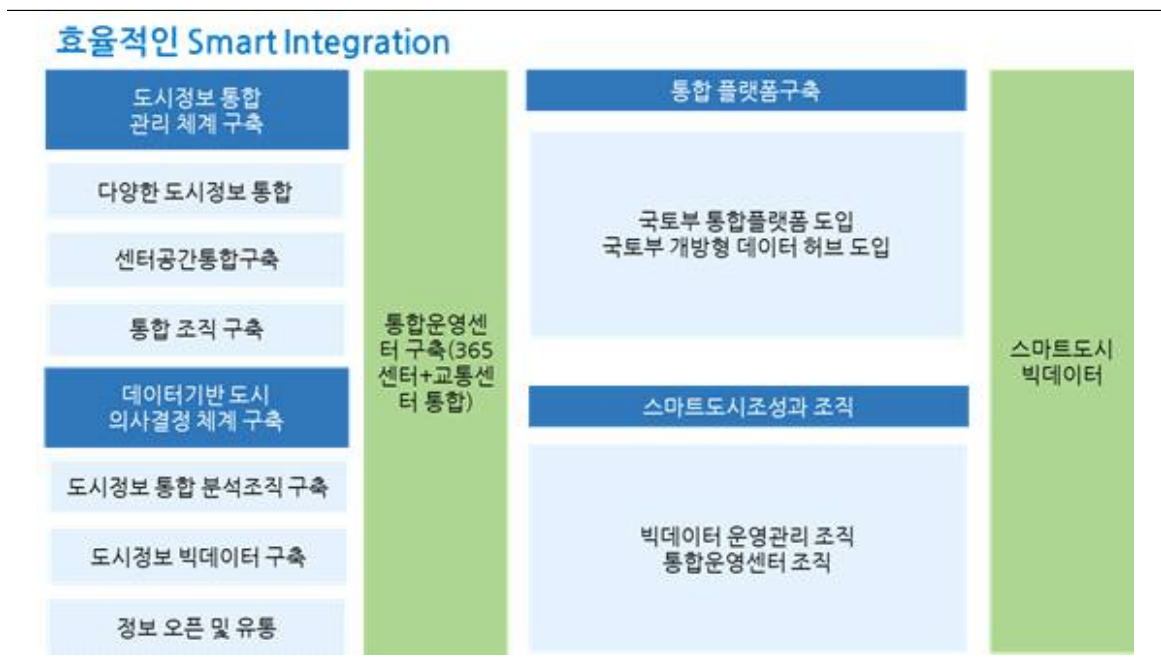 효율적인 Smart Integration
도시정보 통합
관리 체계 구축
다양한 도시정보 통합
센터공간통합구축
통합 조직 구축
데이터기반 도시
의사결정 체계 구축
도시정보 통합 분석조직 구축
도시정보 빅데이터 구축
정보 오픈 및 유통
통합운영센
터 구축(365
센터+교통센
터 통합)
통합 플랫폼구축
국토부 통합플랫폼 도입
국토부 개방형 데이터 허브 도입
스마트도시조성과 조직
빅데이터 운영관리 조직
통합운영센터 조직
스마트도시
빅데이터